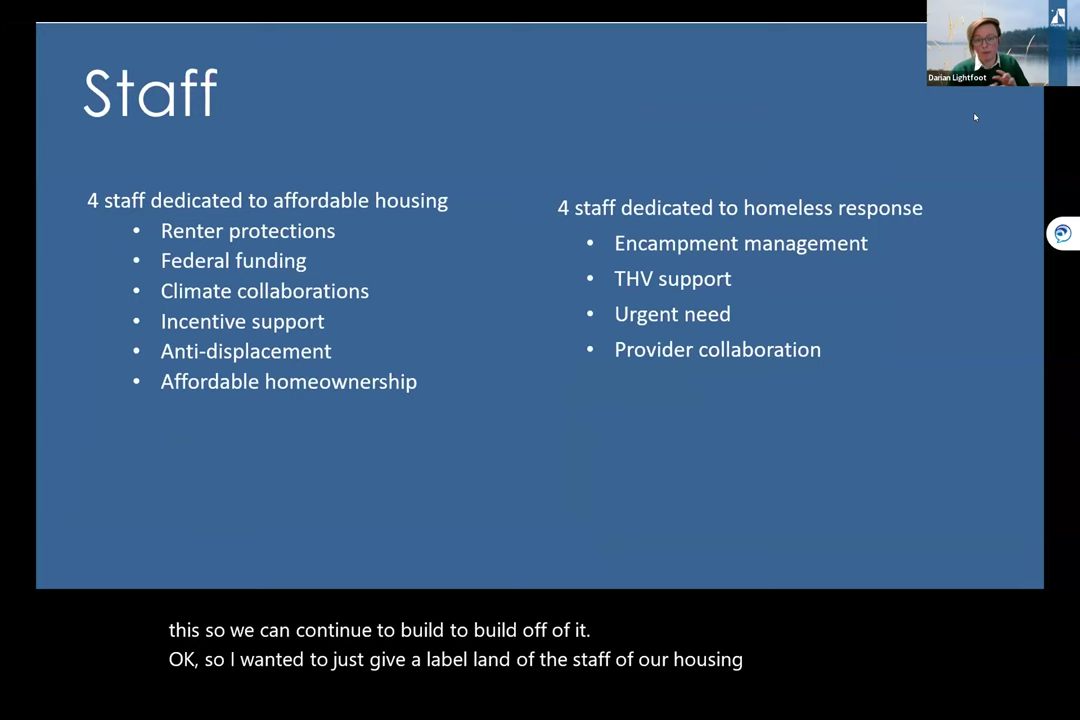 Darian Lightfoot
Staff
4 staff dedicated to affordable housing
• Renter protections
• Federal funding
• Climate collaborations
• Incentive support
• Anti-displacement
• Affordable homeownership
4 staff dedicated to homeless response
• Encampment management
• THV support
• Urgent need
• Provider collaboration
this so we can continue to build to build off of it.
OK, so I wanted to just give a label land of the staff of our housing